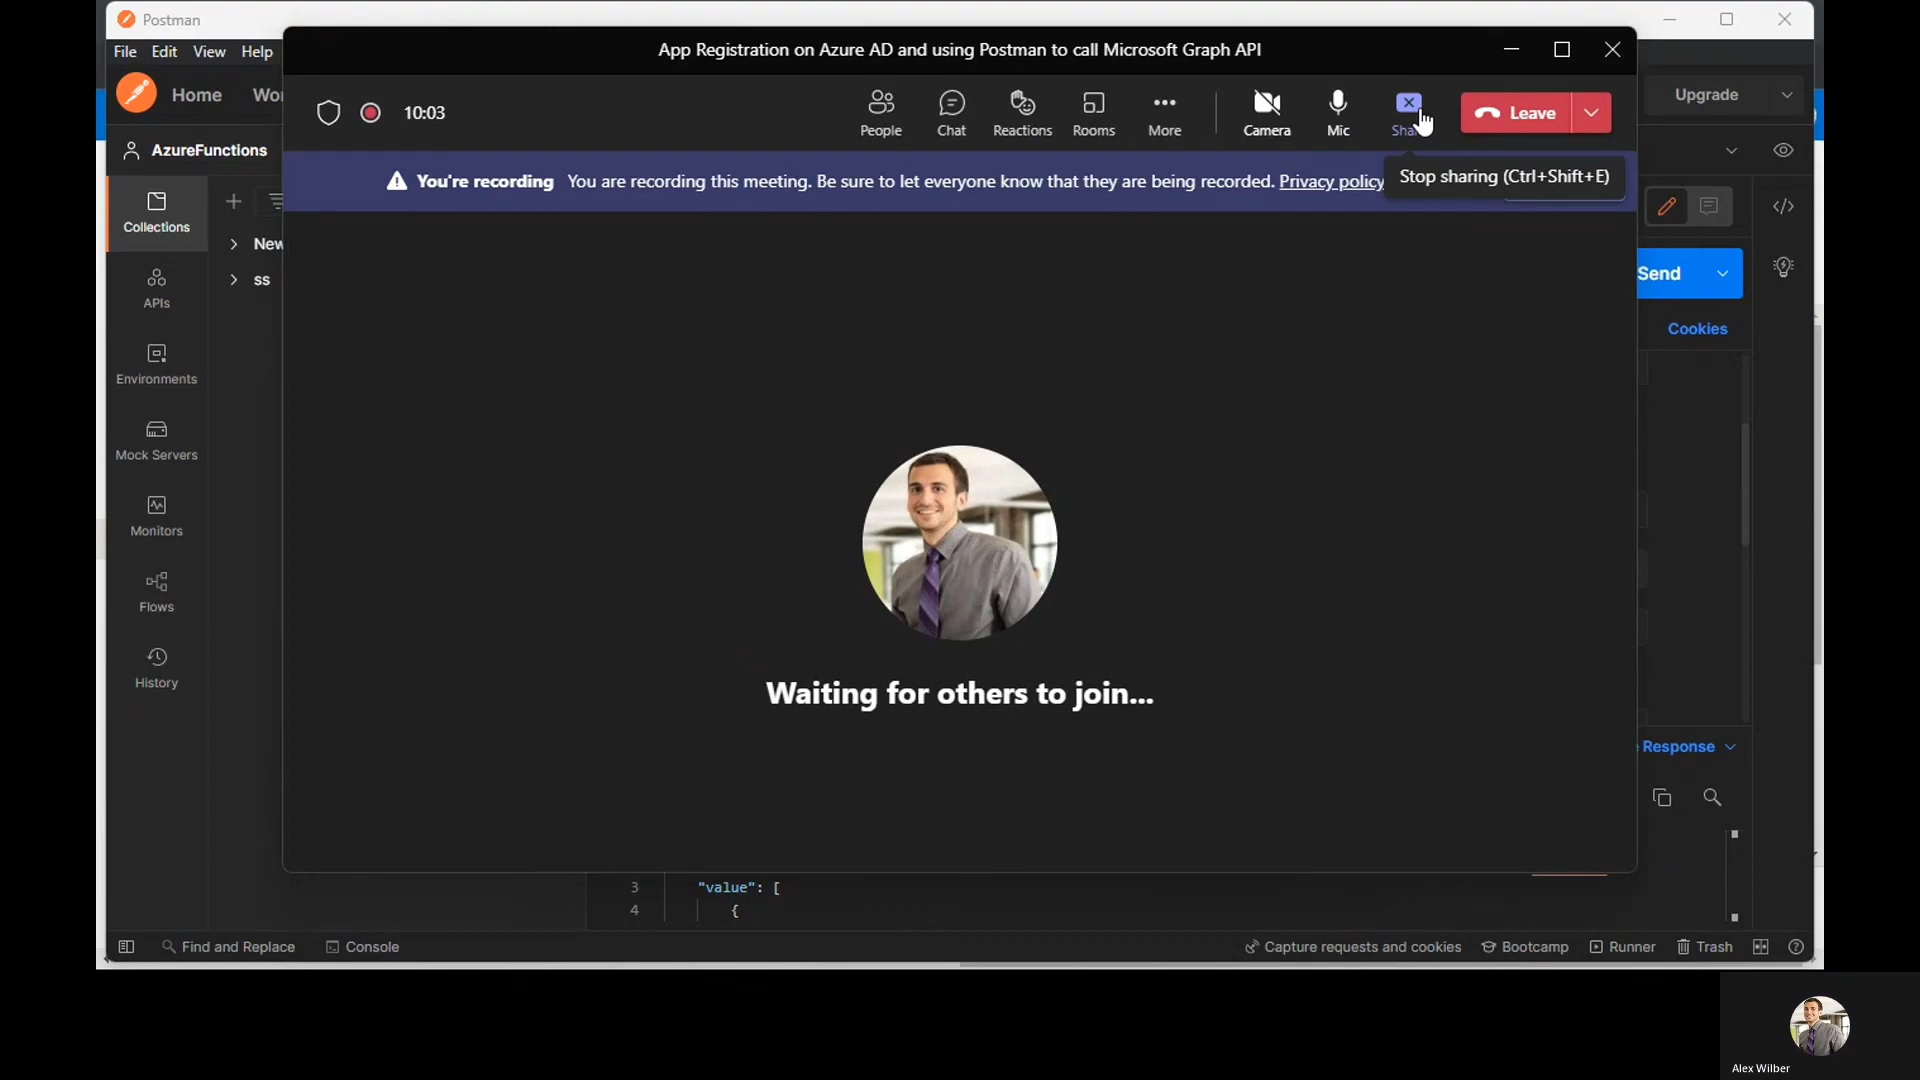 Postman
File Edit View Help
App Registration on Azure AD and using Postman to call Microsoft Graph API
Home
Upgrade
10:03
People Chat Reactions Rooms More Camera Mic Leave
AzureFunctions
You're recording You are recording this meeting. Be sure to let everyone know that they are being recorded. Privacy policy
Stop sharing (Ctrl+Shift+E)
Collections
New
ss
APIs
Environments
Mock Servers
Monitors
Flows
History
Send
Cookies
Waiting for others to join...
Response
3 "value": [
4 {
Find and Replace Console Capture requests and cookies Bootcamp Runner Trash
Alex Wilber